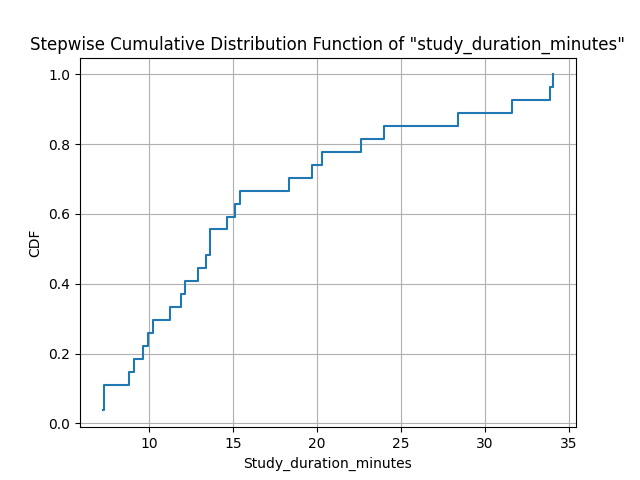 Stepwise Cumulative Distribution Function of "study_duration_minutes"
1.0
0.8
0.6
0.4
0.2
0.0
CDF
10 15 20 25 30 35
Study_duration_minutes